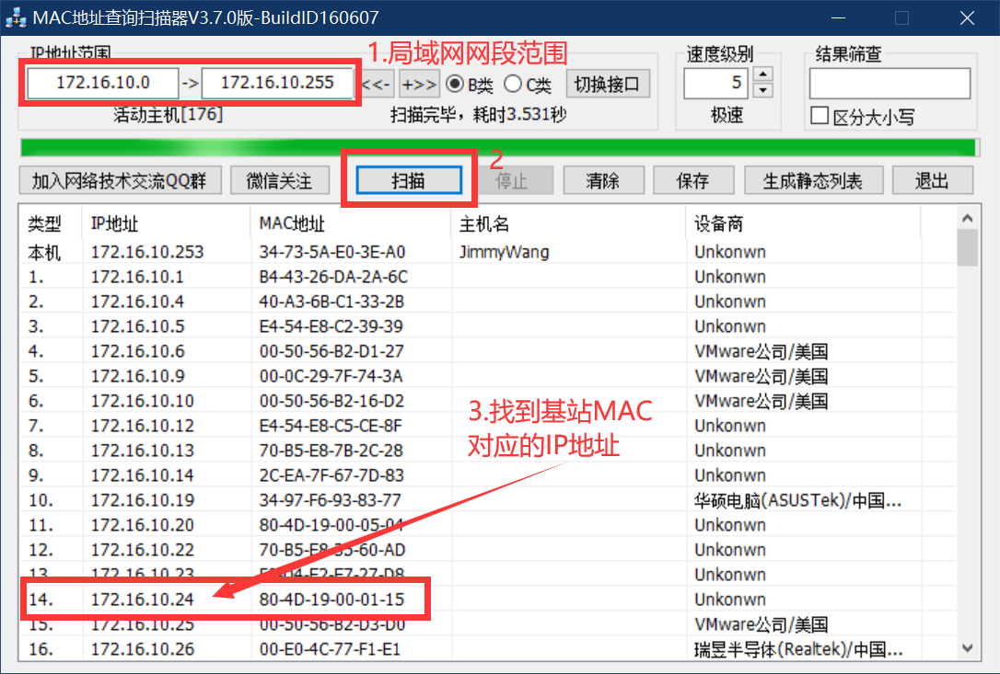 MAC地址查询扫描器V3.7.0版-BuildID160607
IP地址范围
1.局域网网段范围
速度级别
结果筛查
172.16.10.0 -> 172.16.10.255 <<- +>> B类 C类 切换接口
5
活动主机[176] 扫描完毕，耗时3.531秒
极速
区分大小写
2
加入网络技术交流QQ群 微信关注 扫描 停止 清除 保存 生成静态列表 退出
类型 IP地址 MAC地址 主机名 设备商
本机 172.16.10.253 34-73-5A-E0-3E-A0 JimmyWang Unkonwn
1. 172.16.10.1 B4-43-26-DA-2A-6C Unkonwn
2. 172.16.10.4 40-A3-6B-C1-33-2B Unkonwn
3. 172.16.10.5 E4-54-E8-C2-39-39 Unkonwn
4. 172.16.10.6 00-50-56-B2-D1-27 VMware公司/美国
5. 172.16.10.9 00-0C-29-7F-74-3A VMware公司/美国
6. 172.16.10.10 00-50-56-B2-16-D2 VMware公司/美国
3.找到基站MAC
对应的IP地址
7. 172.16.10.12 E4-54-E8-C5-CE-8F Unkonwn
8. 172.16.10.13 70-B5-E8-7B-2C-28 Unkonwn
9. 172.16.10.14 2C-EA-7F-67-7D-83 Unkonwn
10. 172.16.10.19 34-97-F6-93-83-77 华硕电脑(ASUSTek)/中国...
11. 172.16.10.20 80-4D-19-00-05-04 Unkonwn
12. 172.16.10.22 Unkonwn
13. 172.16.10.23 Unkonwn
14. 172.16.10.24 80-4D-19-00-01-15 Unkonwn
15. 172.16.10.25 00-50-56-B2-D3-D0 VMware公司/美国
16. 172.16.10.26 00-E0-4C-77-F1-E1 瑞昱半导体(Realtek)/中国...